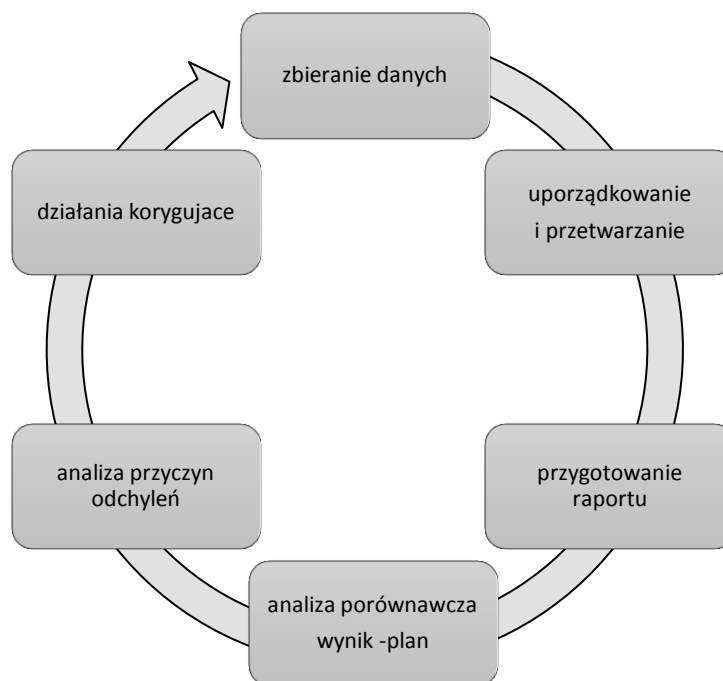 zbieranie danych
uporządkowanie
i przetwarzanie
przygotowanie
raportu
analiza porównawcza
wynik -plan
analiza przyczyn
odchyleń
działania korygujace